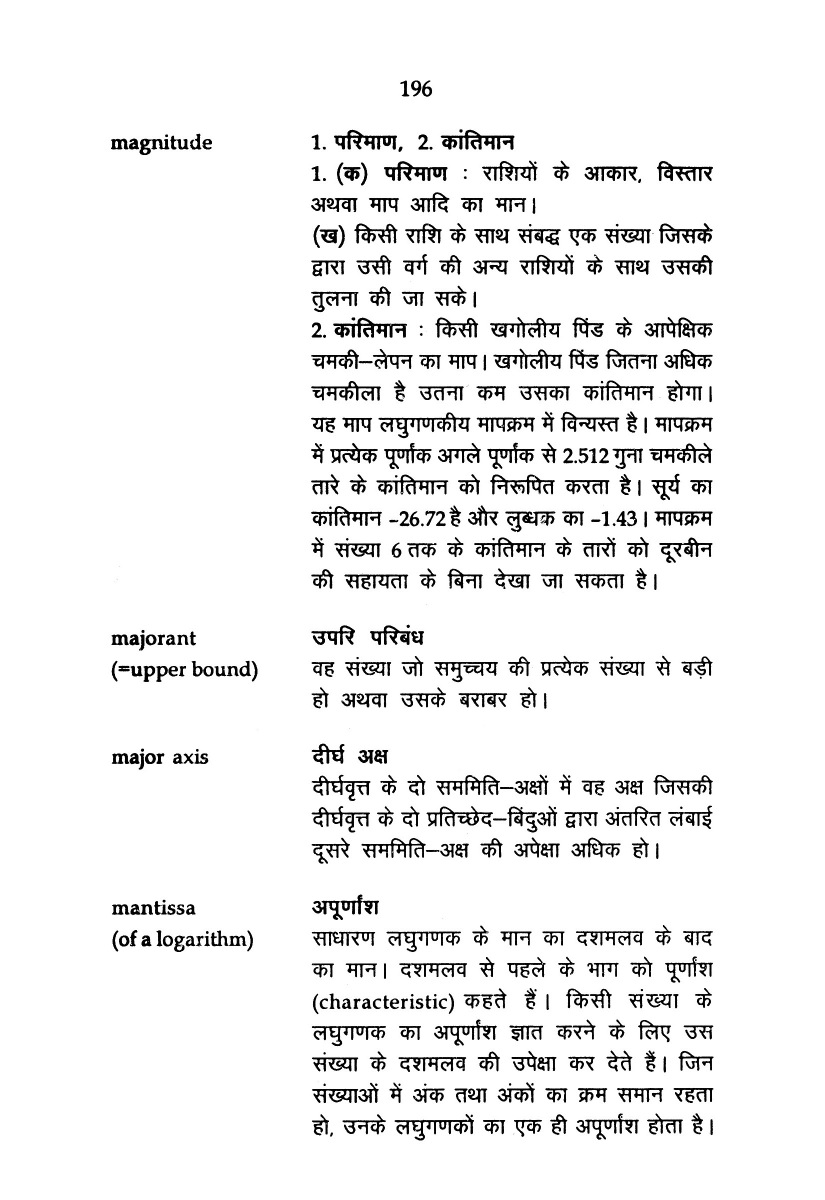 196
magnitude 1. परिमाण, 2. कांतिमान
1. (क) परिमाण : राशियों के आकार, विस्तार
अथवा माप आदि का मान।
(ख) किसी राशि के साथ संबद्ध एक संख्या जिसके
द्वारा उसी वर्ग की अन्य राशियों के साथ उसकी
तुलना की जा सके।
2. कांतिमान : किसी खगोलीय पिंड के आपेक्षिक
चमकी–लेपन का माप। खगोलीय पिंड जितना अधिक
चमकीला है उतना कम उसका कांतिमान होगा।
यह माप लघुगणकीय मापक्रम में विन्यस्त है। मापक्रम
में प्रत्येक पूर्णांक अगले पूर्णांक से 2.512 गुना चमकीले
तारे के कांतिमान को निरूपित करता है। सूर्य का
कांतिमान -26.72 है और लुब्धक का -1.43। मापक्रम
में संख्या 6 तक के कांतिमान के तारों को दूरबीन
की सहायता के बिना देखा जा सकता है।
majorant उपरि परिबंध
(=upper bound) वह संख्या जो समुच्चय की प्रत्येक संख्या से बड़ी
हो अथवा उसके बराबर हो।
major axis दीर्घ अक्ष
दीर्घवृत्त के दो सममिति–अक्षों में वह अक्ष जिसकी
दीर्घवृत्त के दो प्रतिच्छेद–बिंदुओं द्वारा अंतरित लंबाई
दूसरे सममिति–अक्ष की अपेक्षा अधिक हो।
mantissa अपूर्णांश
(of a logarithm) साधारण लघुगणक के मान का दशमलव के बाद
का मान। दशमलव से पहले के भाग को पूर्णांश
(characteristic) कहते हैं। किसी संख्या के
लघुगणक का अपूर्णांश ज्ञात करने के लिए उस
संख्या के दशमलव की उपेक्षा कर देते हैं। जिन
संख्याओं में अंक तथा अंकों का क्रम समान रहता
हो, उनके लघुगणकों का एक ही अपूर्णांश होता है।